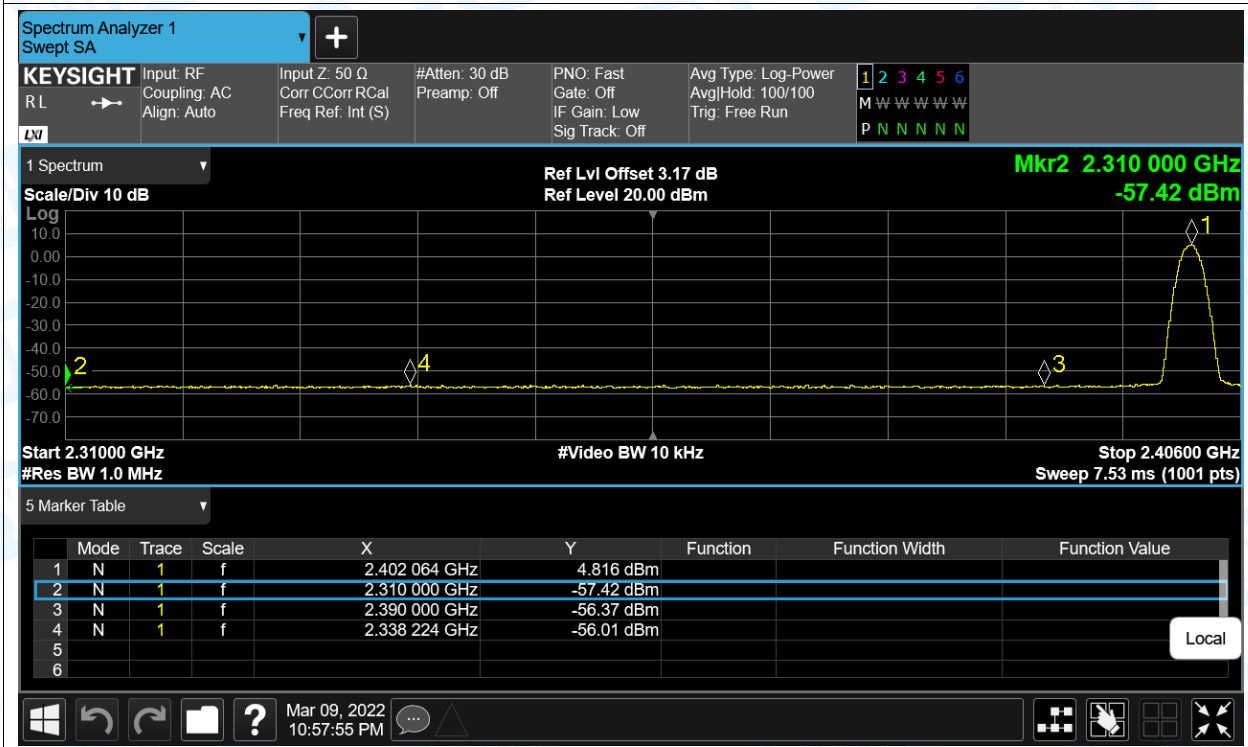 Spectrum Analyzer 1
Swept SA
KEYSIGHT Input: RF Input Z: 50 Ω #Atten: 30 dB PNO: Fast Avg Type: Log-Power 1 2 3 4 5 6
R L Coupling: AC Corr CCorr RCal Preamp: Off Gate: Off Avg|Hold: 100/100 M W W W W W
Align: Auto Freq Ref: Int (S) IF Gain: Low Trig: Free Run
LXI Sig Track: Off P N N N N N
1 Spectrum Ref Lvl Offset 3.17 dB Mkr2 2.310 000 GHz
Scale/Div 10 dB Ref Level 20.00 dBm -57.42 dBm
Log
10.0 1
0.00
-10.0
-20.0
-30.0
-40.0
-50.0 2 4 3
-60.0
-70.0
Start 2.31000 GHz #Video BW 10 kHz Stop 2.40600 GHz
#Res BW 1.0 MHz Sweep 7.53 ms (1001 pts)
5 Marker Table
Mode Trace Scale X Y Function Function Width Function Value
1 N 1 f 2.402 064 GHz 4.816 dBm
2 N 1 f 2.310 000 GHz -57.42 dBm
3 N 1 f 2.390 000 GHz -56.37 dBm
4 N 1 f 2.338 224 GHz -56.01 dBm
5
6
Local
? Mar 09, 2022
10:57:55 PM